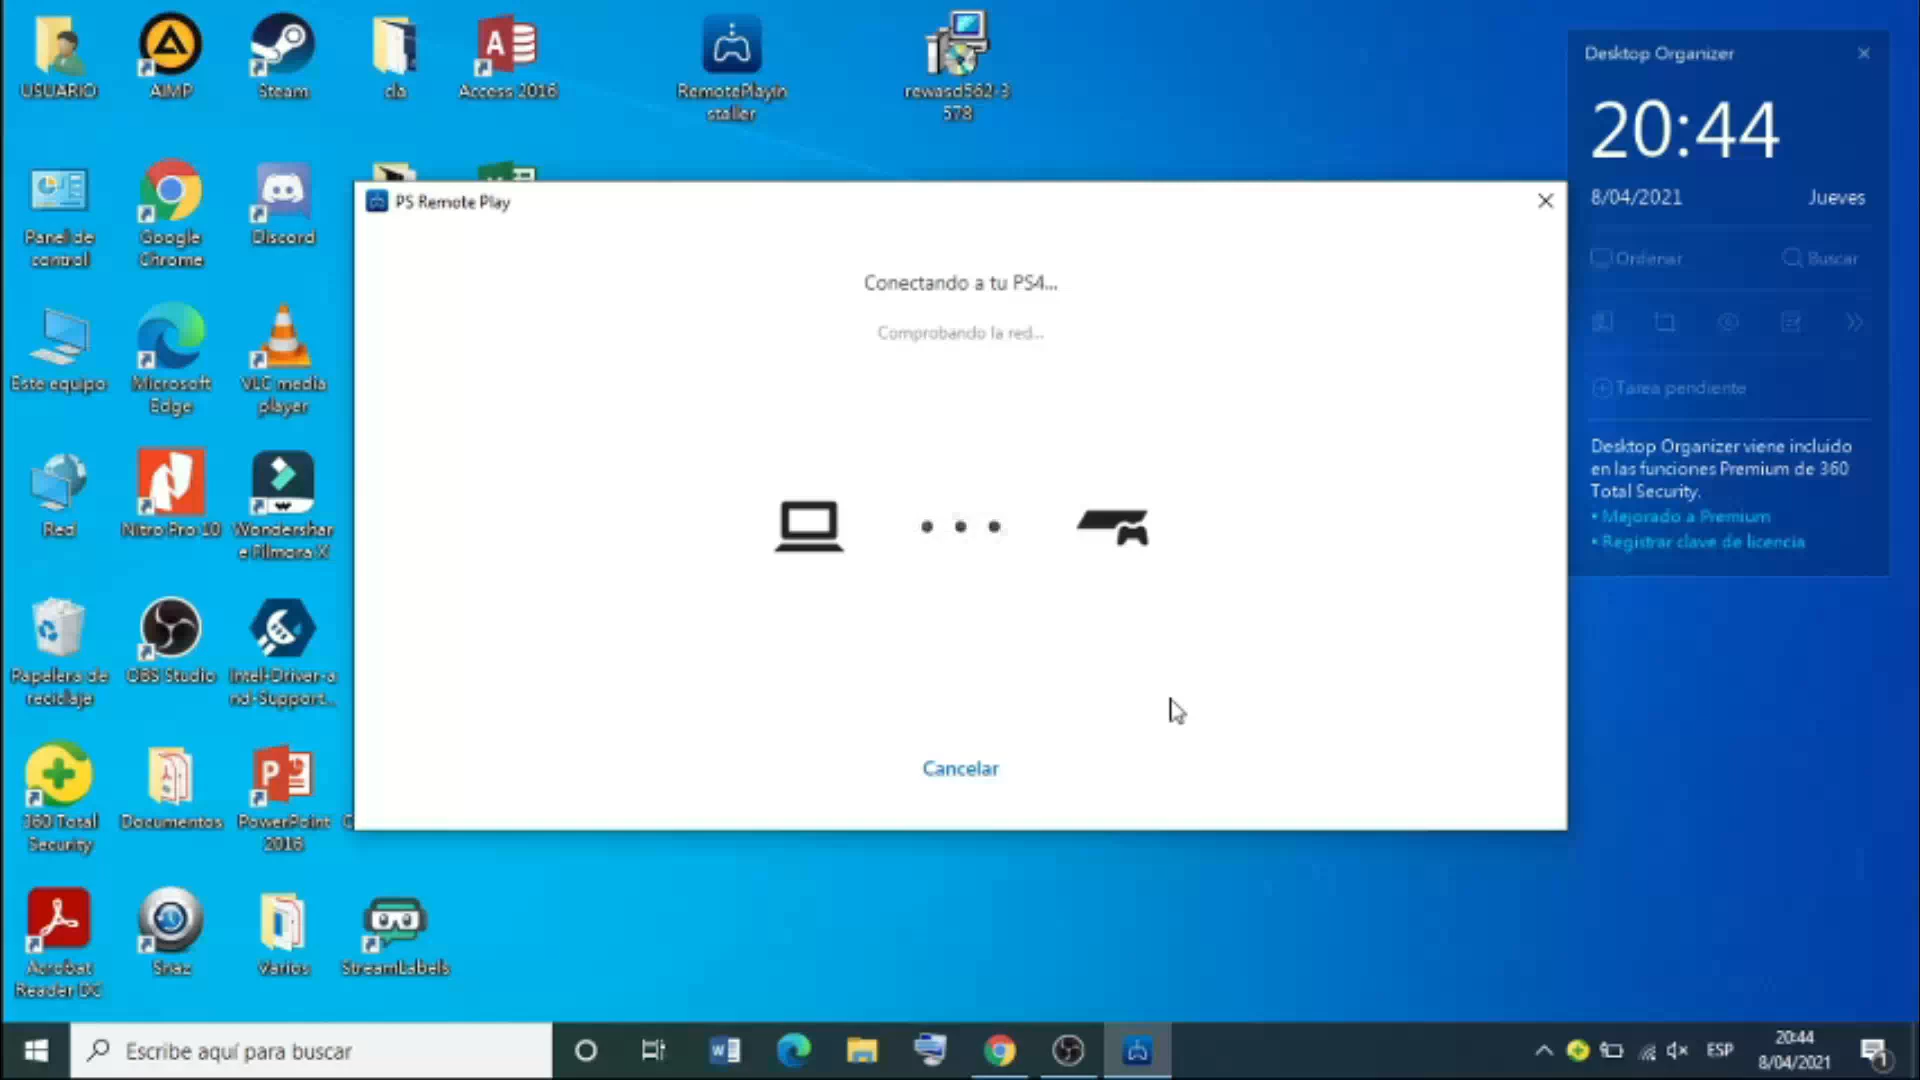 USUARIO
AIMP
Steam
cla
Access 2016
RemotePlayIn
staller
rewasd562-3
578
Desktop Organizer
20:44
8/04/2021
Jueves
Ordenar
Buscar
Tarea pendiente
Desktop Organizer viene incluido
en las funciones Premium de 360
Total Security.
• Mejorado a Premium
• Registrar clave de licencia
Panel de
control
Google
Chrome
Discord
PS Remote Play
Conectando a tu PS4...
Comprobando la red...
Cancelar
Este equipo
Microsoft
Edge
VLC media
player
Red
Nitro Pro 10
Wondershar
e Filmora X
Papelera de
reciclaje
OBS Studio
Intel-Driver-a
nd-Support...
360 Total
Security
Documentos
PowerPoint
2016
Acrobat
Reader DC
Snaz
Varios
StreamLabels
Escribe aquí para buscar
ESP
20:44
8/04/2021
1